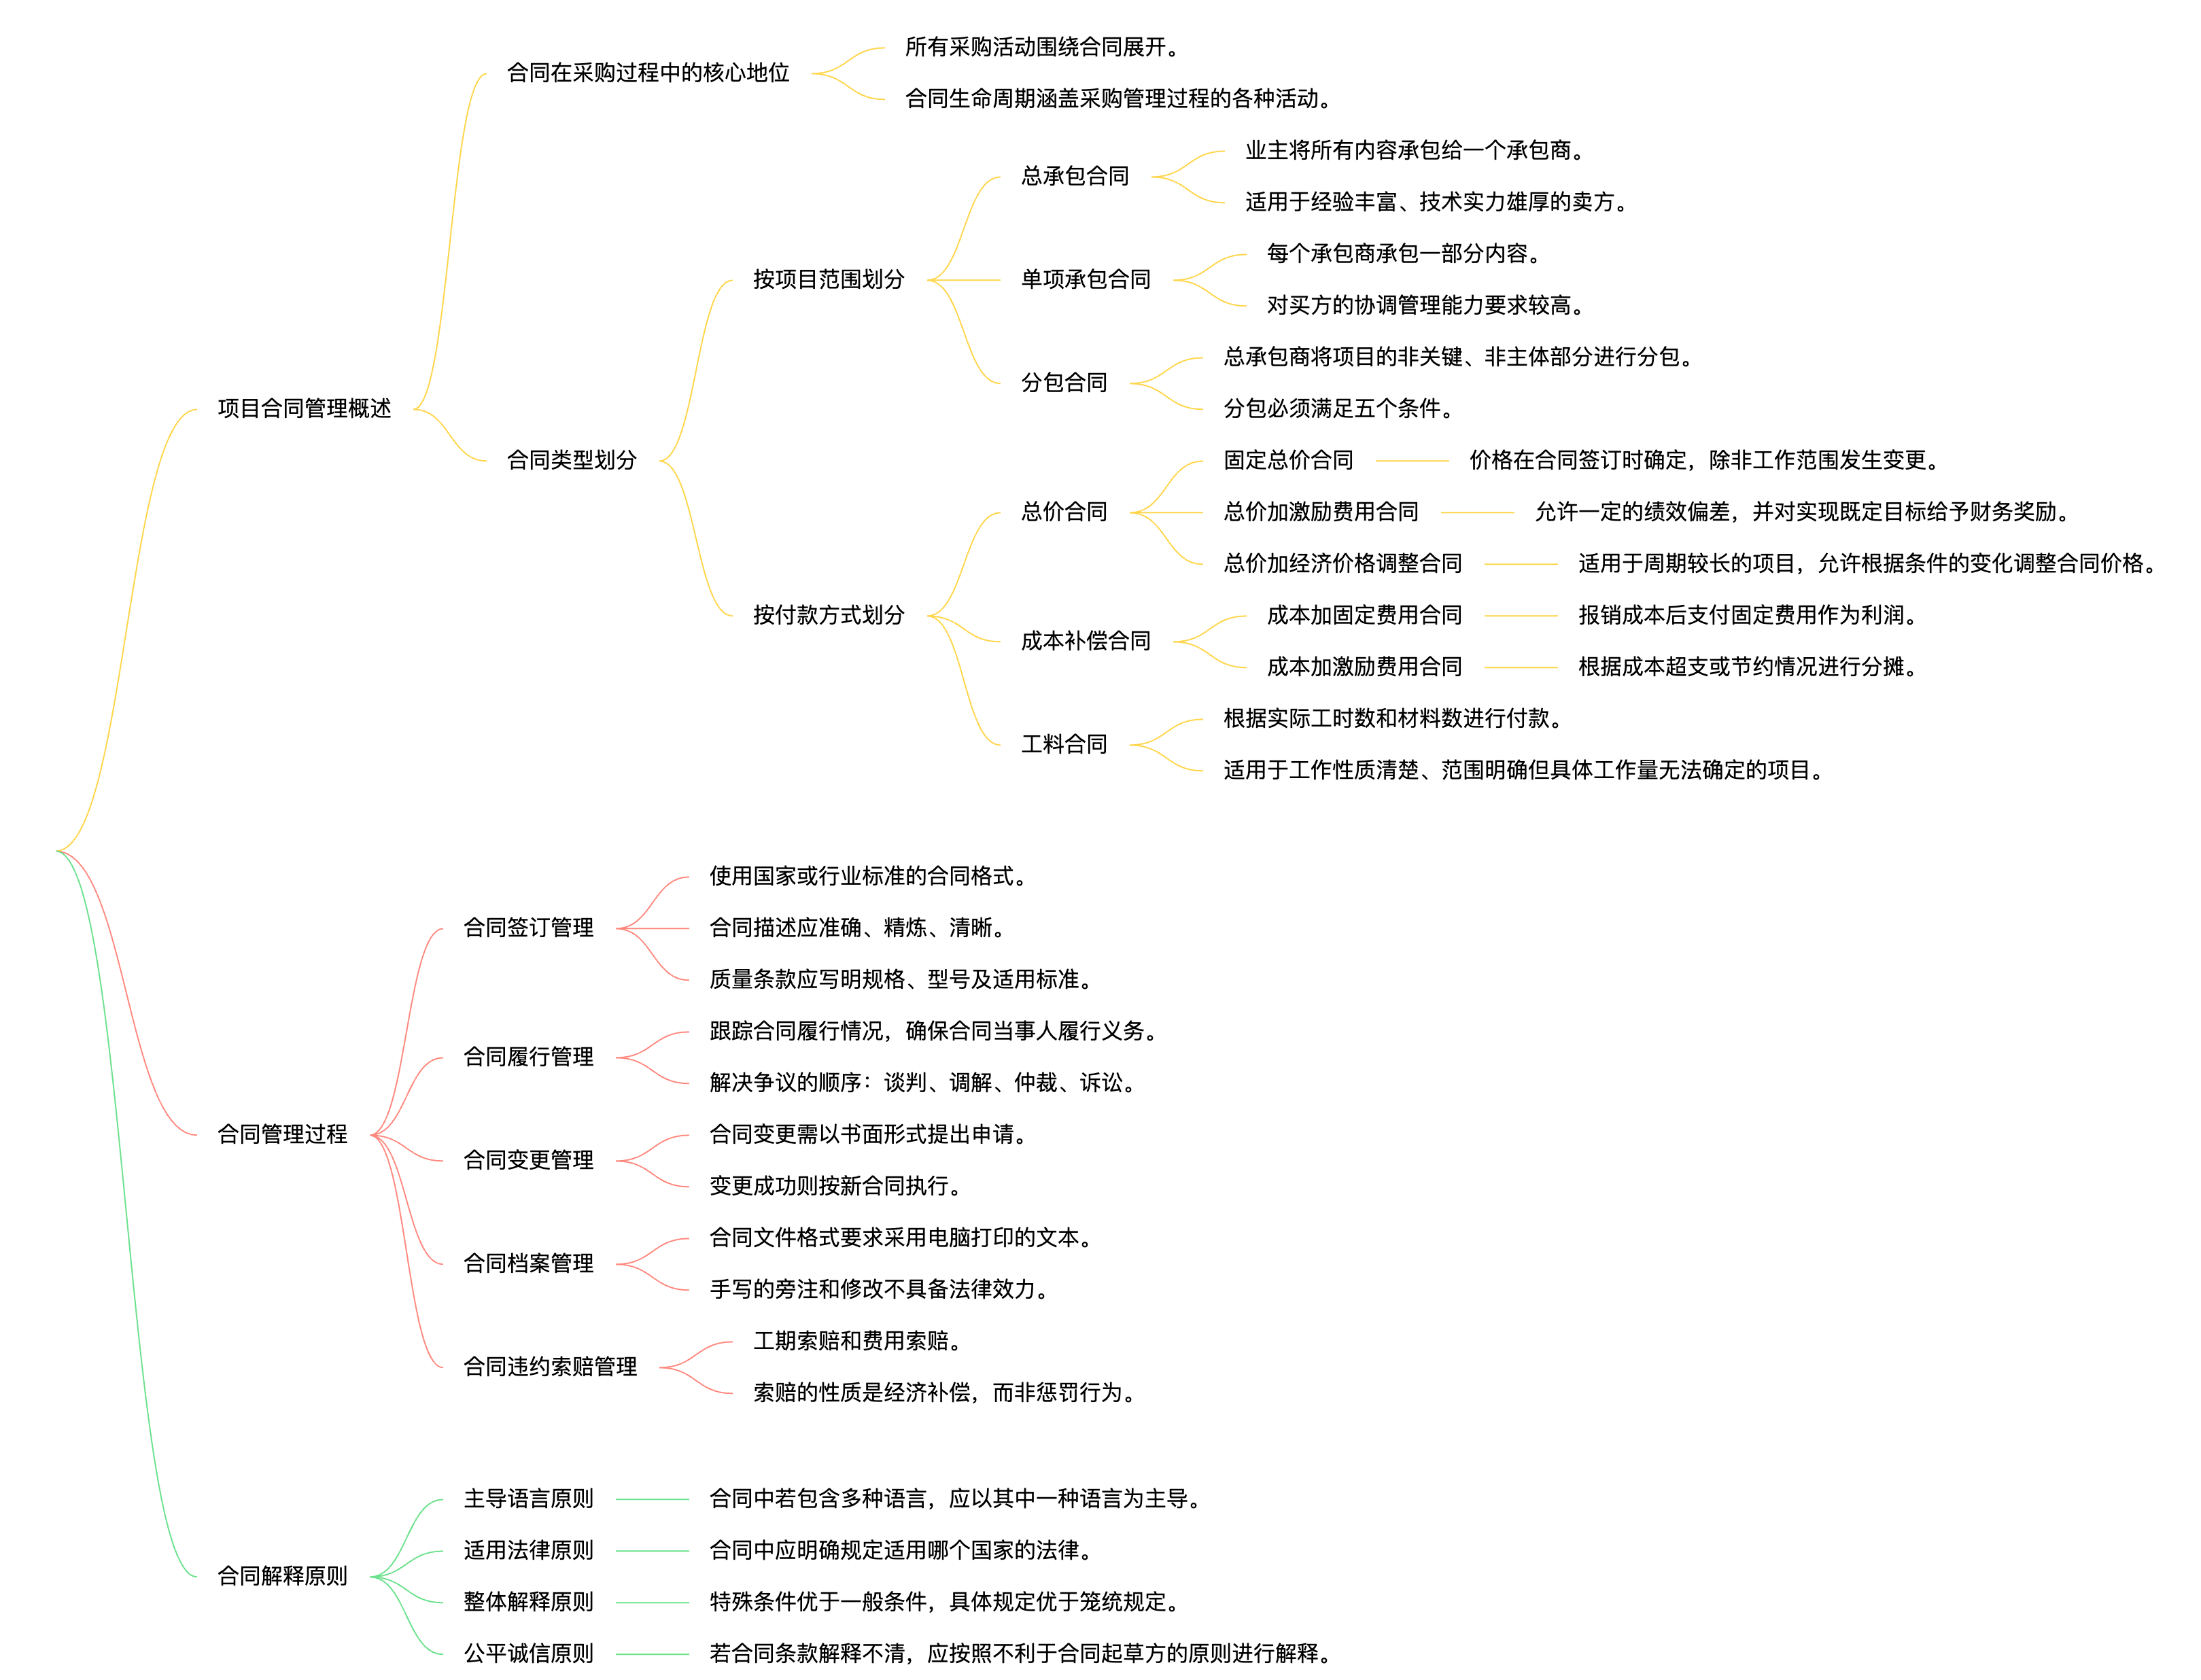 项目合同管理概述
合同在采购过程中的核心地位
所有采购活动围绕合同展开。
合同生命周期涵盖采购管理过程的各种活动。
合同类型划分
按项目范围划分
总承包合同
业主将所有内容承包给一个承包商。
适用于经验丰富、技术实力雄厚的卖方。
单项承包合同
每个承包商承包一部分内容。
对买方的协调管理能力要求较高。
分包合同
总承包商将项目的非关键、非主体部分进行分包。
分包必须满足五个条件。
按付款方式划分
总价合同
固定总价合同
价格在合同签订时确定，除非工作范围发生变更。
总价加激励费用合同
允许一定的绩效偏差，并对实现既定目标给予财务奖励。
总价加经济价格调整合同
适用于周期较长的项目，允许根据条件的变化调整合同价格。
成本补偿合同
成本加固定费用合同
报销成本后支付固定费用作为利润。
成本加激励费用合同
根据成本超支或节约情况进行分摊。
工料合同
根据实际工时数和材料数进行付款。
适用于工作性质清楚、范围明确但具体工作量无法确定的项目。
合同管理过程
合同签订管理
使用国家或行业标准的合同格式。
合同描述应准确、精炼、清晰。
质量条款应写明规格、型号及适用标准。
合同履行管理
跟踪合同履行情况，确保合同当事人履行义务。
解决争议的顺序：谈判、调解、仲裁、诉讼。
合同变更管理
合同变更需以书面形式提出申请。
变更成功则按新合同执行。
合同档案管理
合同文件格式要求采用电脑打印的文本。
手写的旁注和修改不具备法律效力。
合同违约索赔管理
工期索赔和费用索赔。
索赔的性质是经济补偿，而非惩罚行为。
合同解释原则
主导语言原则
合同中若包含多种语言，应以其中一种语言为主导。
适用法律原则
合同中应明确规定适用哪个国家的法律。
整体解释原则
特殊条件优于一般条件，具体规定优于笼统规定。
公平诚信原则
若合同条款解释不清，应按照不利于合同起草方的原则进行解释。